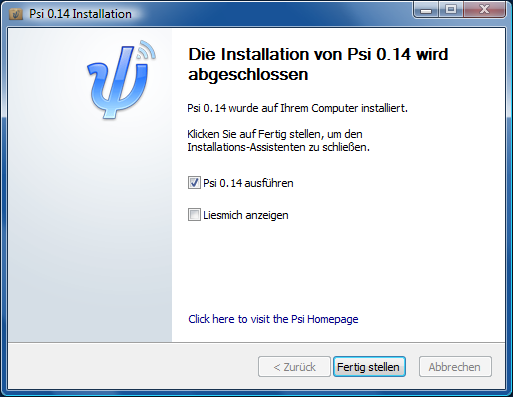 Psi 0.14 Installation
Die Installation von Psi 0.14 wird
abgeschlossen
Psi 0.14 wurde auf Ihrem Computer installiert.
Klicken Sie auf Fertig stellen, um den
Installations-Assistenten zu schließen.
Psi 0.14 ausführen
Liesmich anzeigen
Click here to visit the Psi Homepage
< Zurück
Fertig stellen
Abbrechen